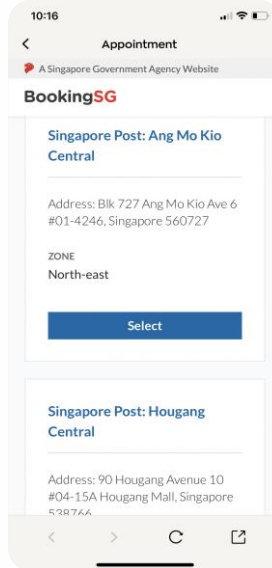 10:16
Appointment
A Singapore Government Agency Website
BookingSG
Singapore Post: Ang Mo Kio
Central
Address: Blk 727 Ang Mo Kio Ave 6
#01-4246, Singapore 560727
ZONE
North-east
Select
Singapore Post: Hougang
Central
Address: 90 Hougang Avenue 10
#04-15A Hougang Mall, Singapore
538766